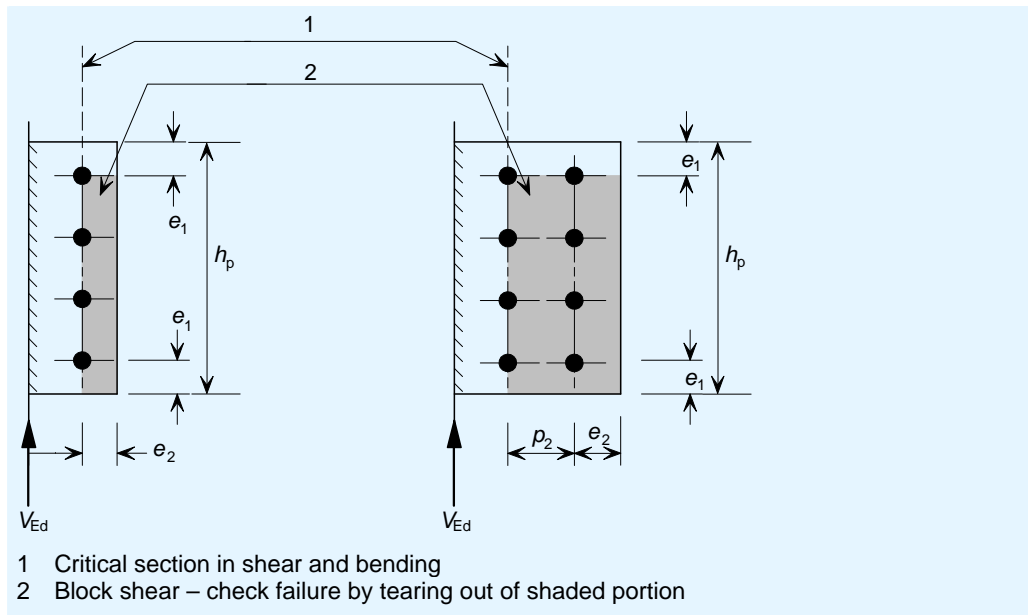 1
2
e1
e1
hp
e1
hp
e1
e2
p2
e2
VEd
VEd
1 Critical section in shear and bending
2 Block shear – check failure by tearing out of shaded portion